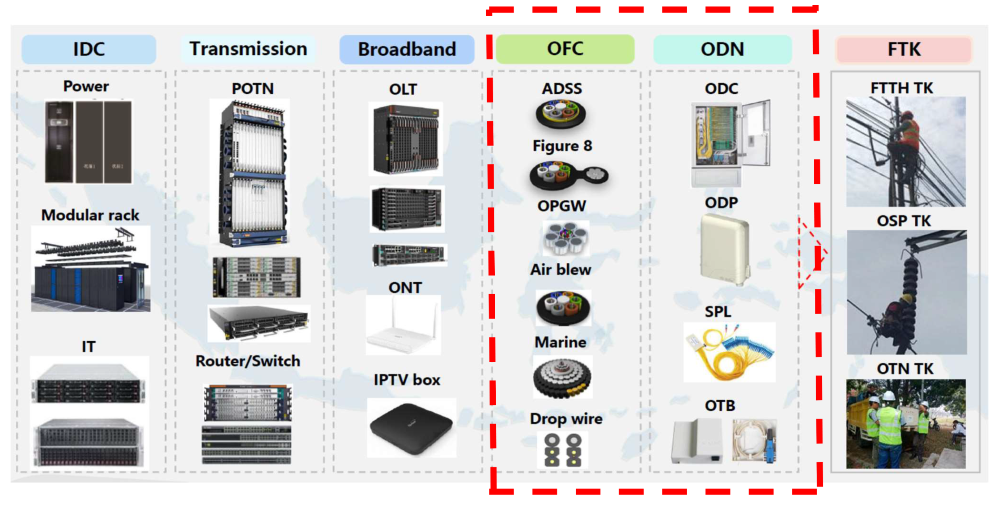 IDC
Power
Modular rack
IT
Transmission
POTN
Router/Switch
Broadband
OLT
ONT
IPTV box
OFC
ADSS
Figure 8
OPGW
Air blew
Marine
Drop wire
ODN
ODC
ODP
SPL
OTB
FTK
FTTH TK
OSP TK
OTN TK